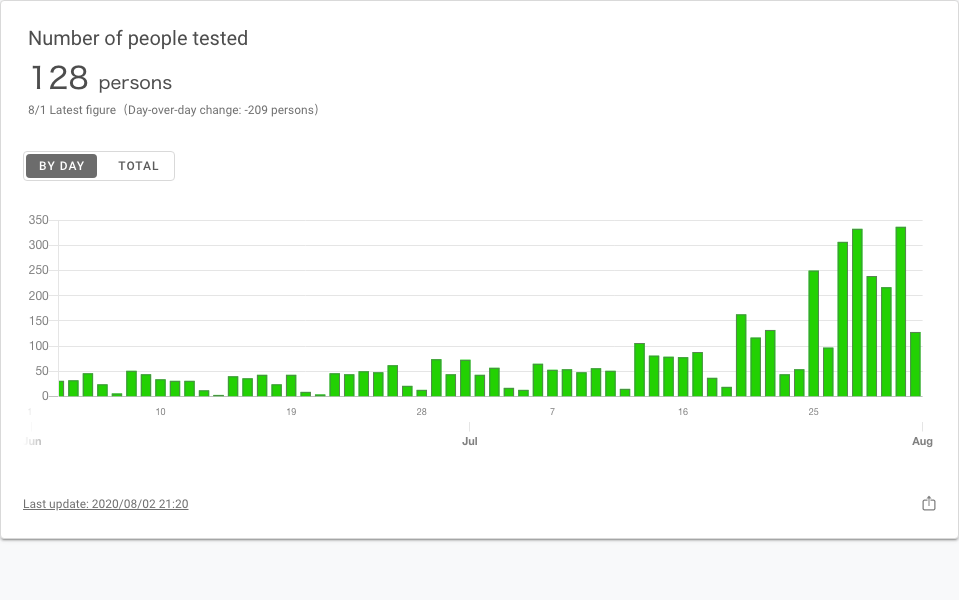 Number of people tested
128 persons
8/1 Latest figure（Day-over-day change: -209 persons）
BY DAY TOTAL
350
300
250
200
150
100
50
0
1 10 19 28 7 16 25
Jun Jul Aug
Last update: 2020/08/02 21:20